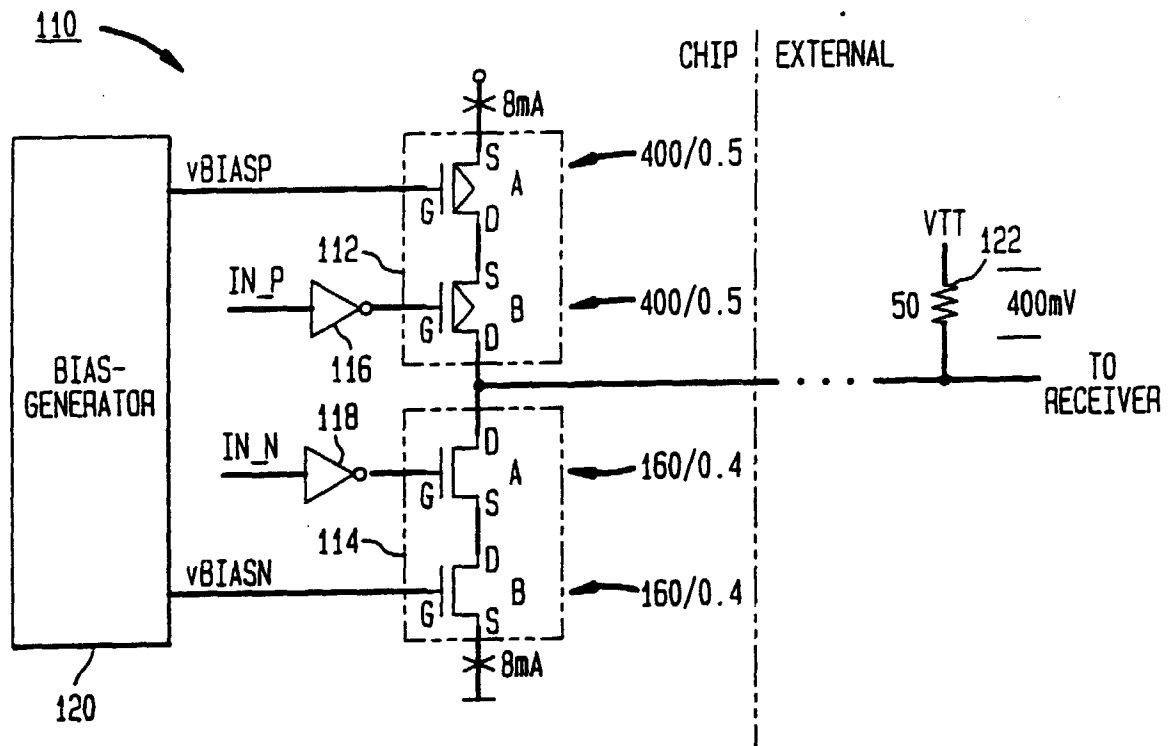 110
CHIP EXTERNAL
8mA
vBIASP
S
A
G
D
400/0.5
112
IN_P
S
B
G
D
400/0.5
116
VTT
122
50
400mV
BIAS-
GENERATOR
TO
RECEIVER
118
IN_N
D
A
G
S
160/0.4
114
vBIASN
D
B
G
S
160/0.4
8mA
120